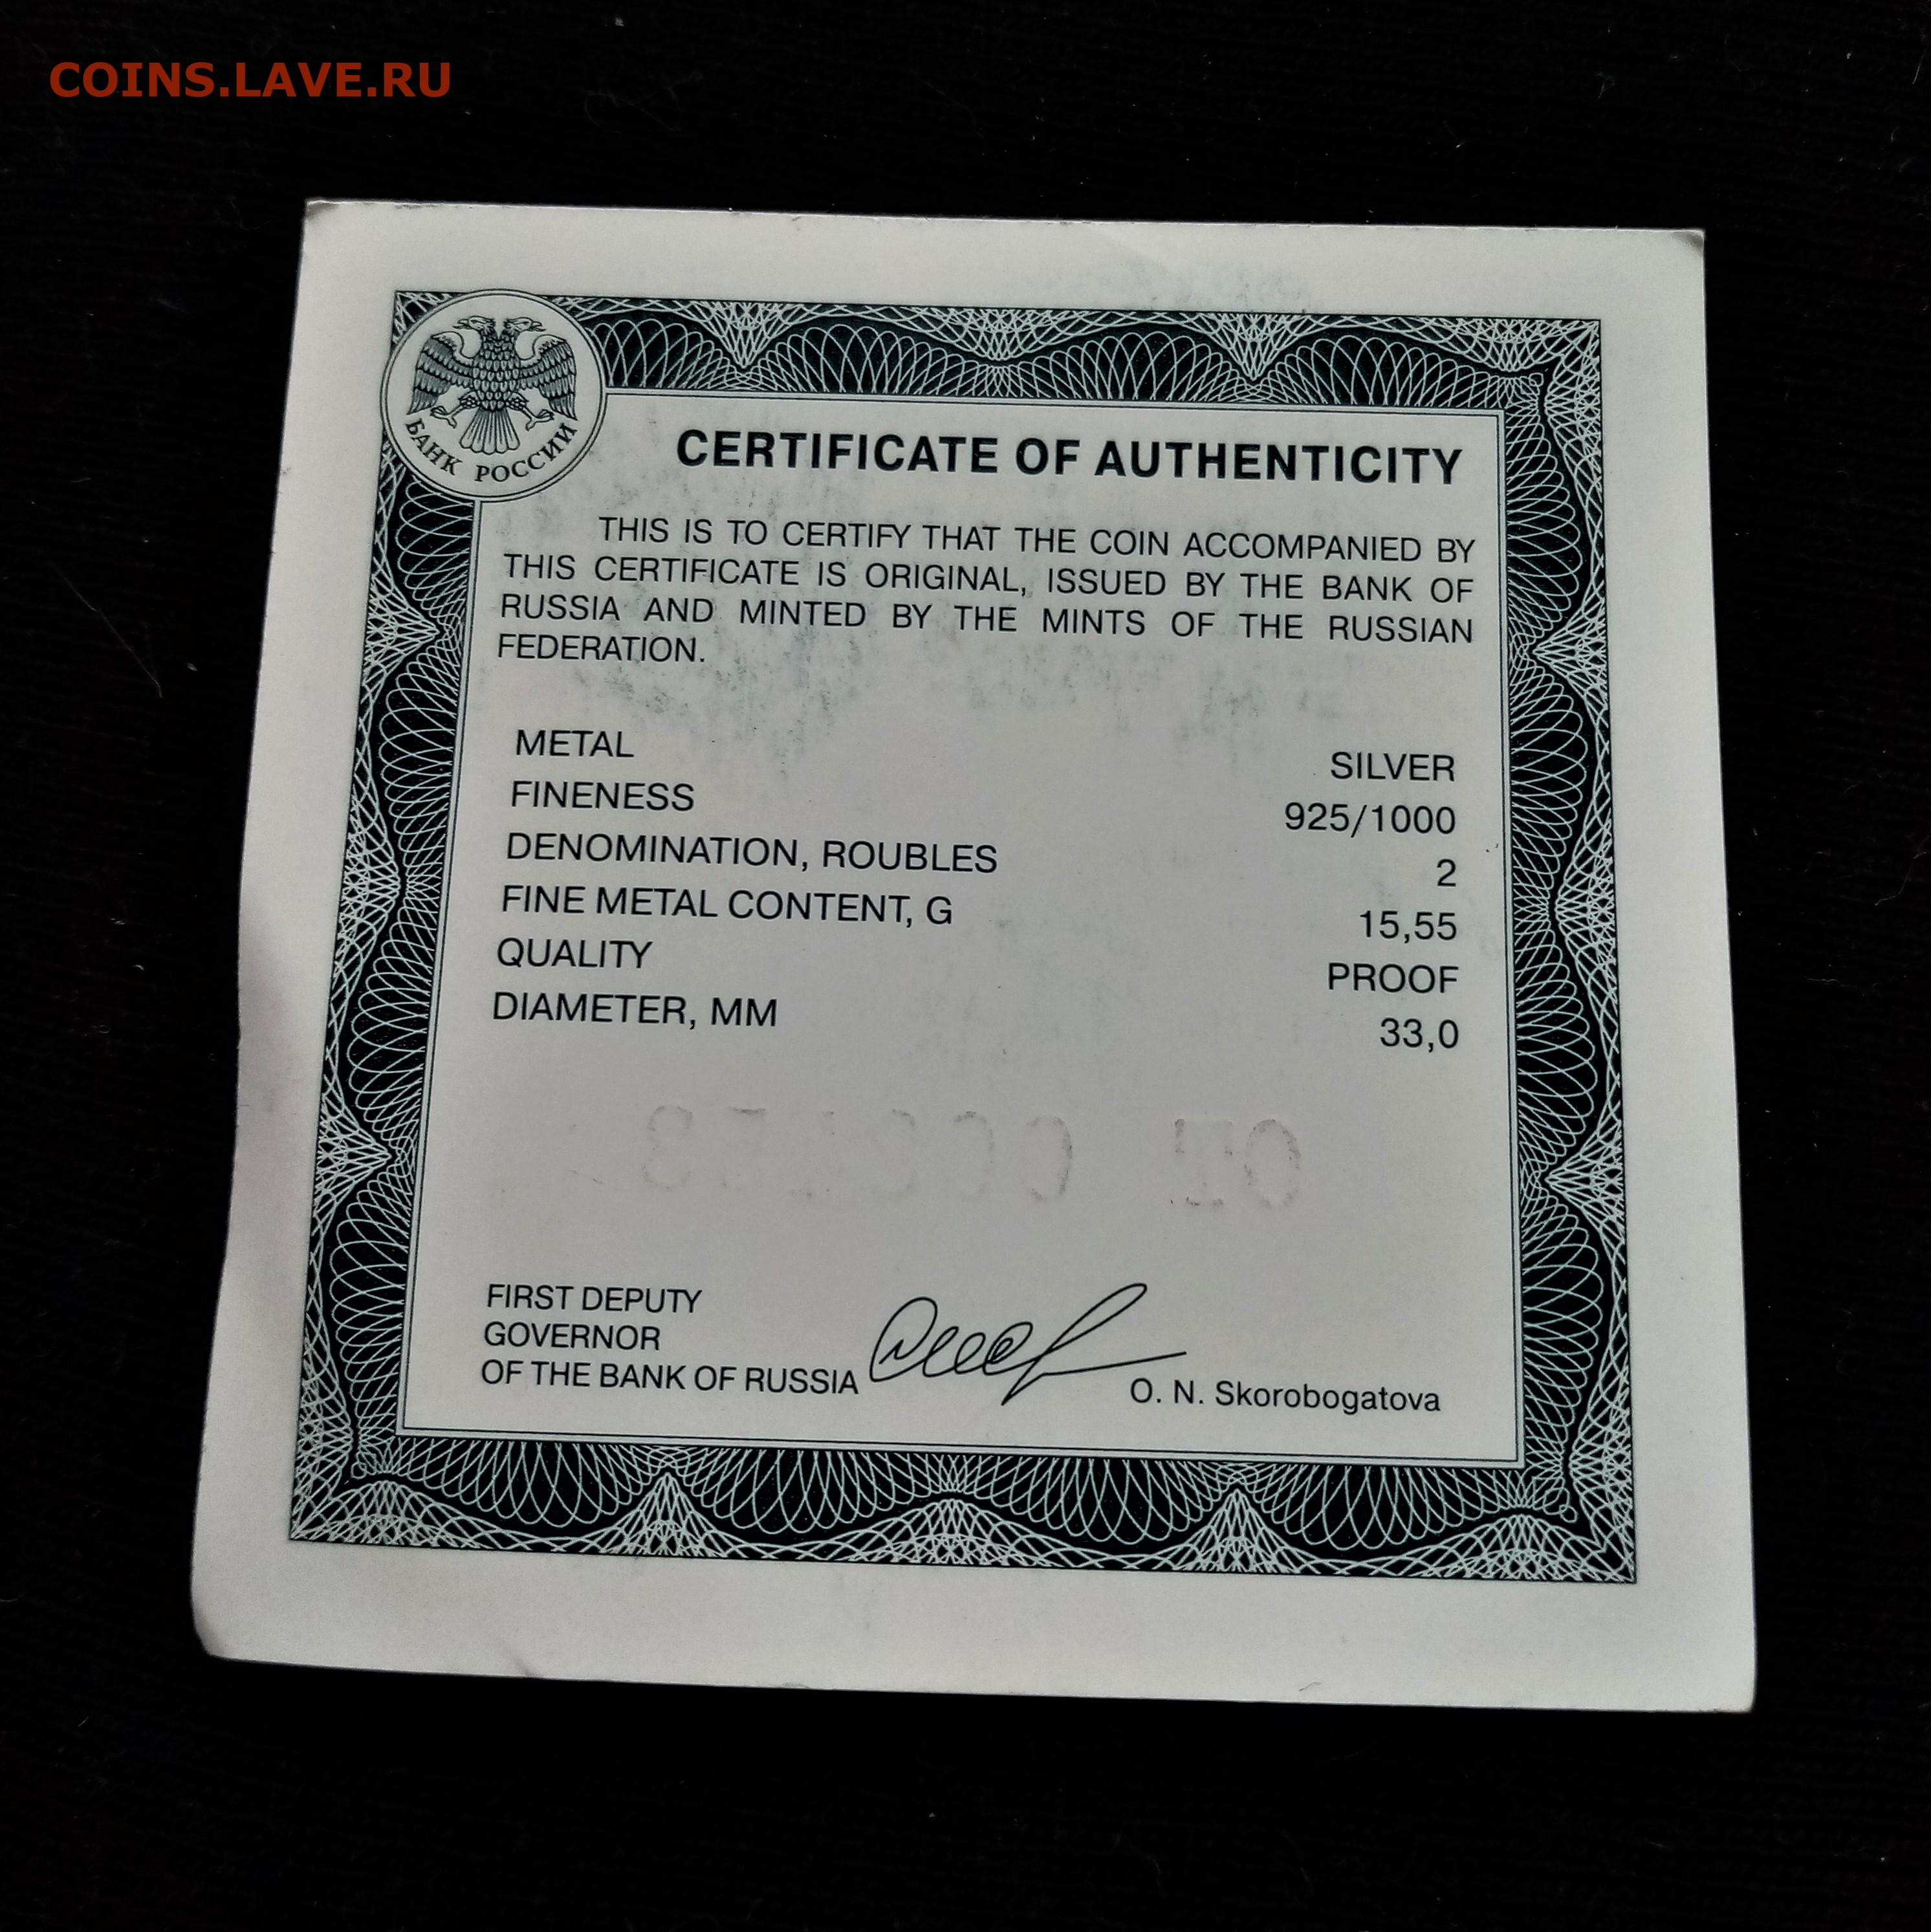 COINS.LAVE.RU
БАНК РОССИИ
CERTIFICATE OF AUTHENTICITY
THIS IS TO CERTIFY THAT THE COIN ACCOMPANIED BY
THIS CERTIFICATE IS ORIGINAL, ISSUED BY THE BANK OF
RUSSIA AND MINTED BY THE MINTS OF THE RUSSIAN
FEDERATION.
METAL SILVER
FINENESS 925/1000
DENOMINATION, ROUBLES 2
FINE METAL CONTENT, G 15,55
QUALITY PROOF
DIAMETER, MM 33,0
FIRST DEPUTY
GOVERNOR
OF THE BANK OF RUSSIA O. N. Skorobogatova